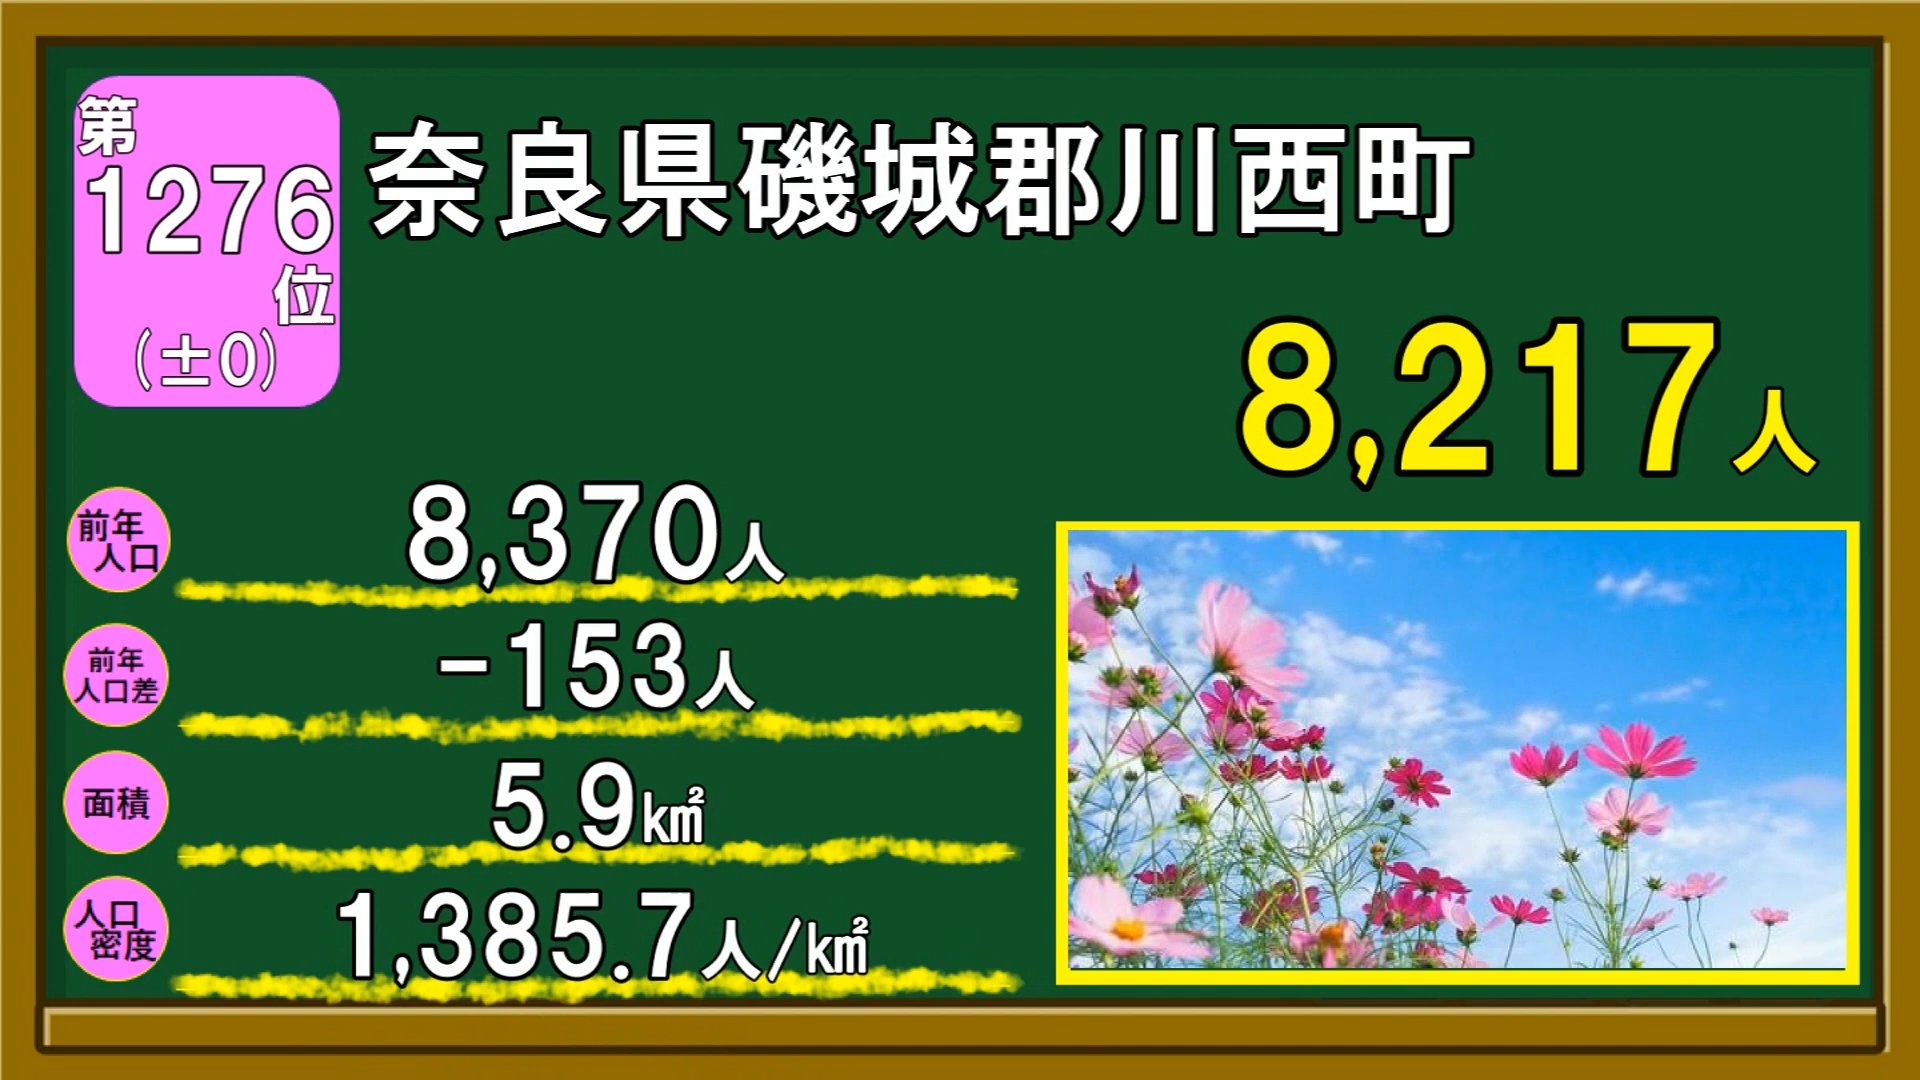 第
1276
位
(±0)
奈良県磯城郡川西町
8,217人
前年
人口
8,370人
前年
人口差
-153人
面積
5.9㎢
人口
密度
1,385.7人/㎢